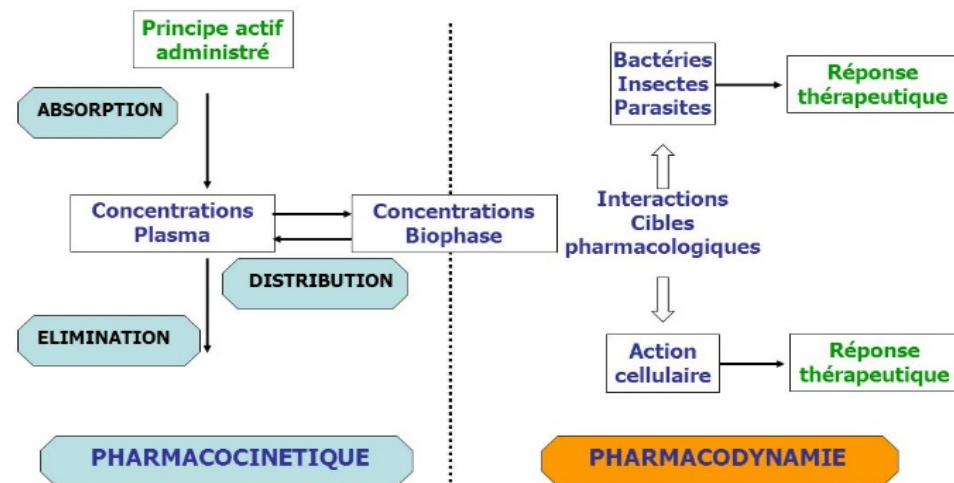 Principe actif
administré
ABSORPTION
Concentrations
Plasma
Concentrations
Biophase
DISTRIBUTION
ELIMINATION
PHARMACOCINETIQUE
Bactéries
Insectes
Parasites
Réponse
thérapeutique
Interactions
Cibles
pharmacologiques
Action
cellulaire
Réponse
thérapeutique
PHARMACODYNAMIE